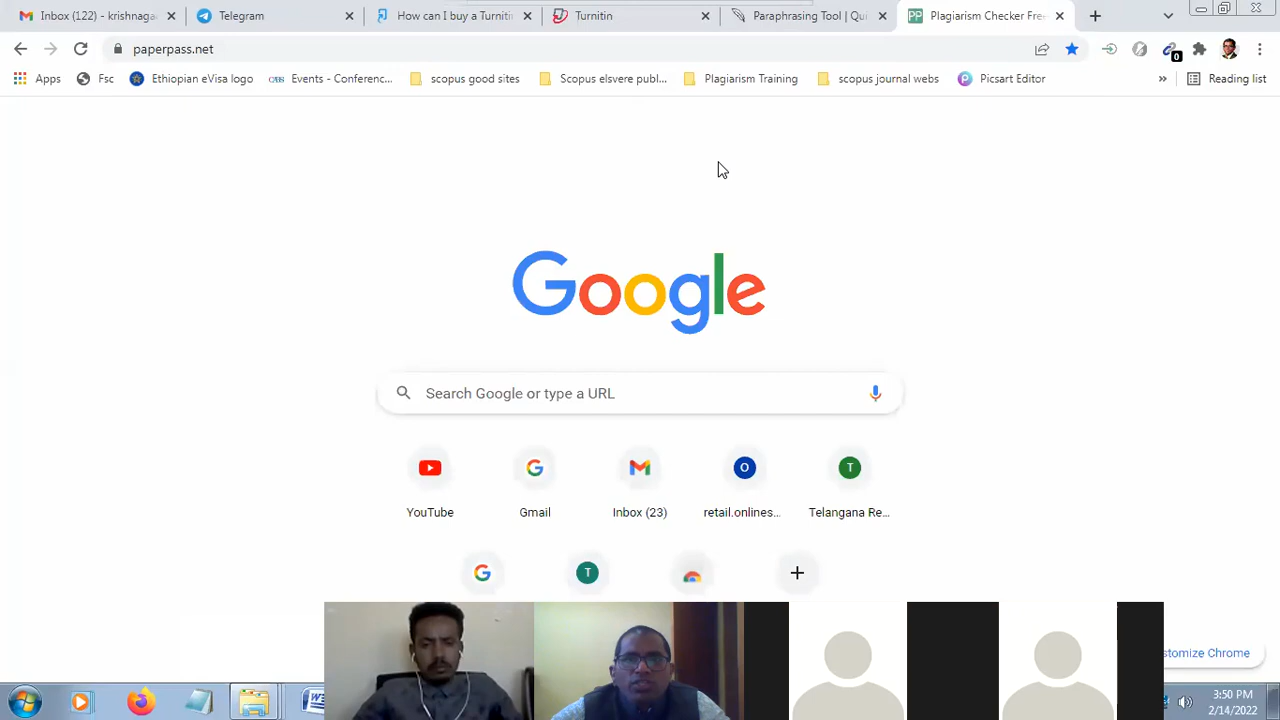 Inbox (122) - krishnaga
Telegram
How can I buy a Turniti
Turnitin
Paraphrasing Tool | Qui
Plagiarism Checker Free
paperpass.net
0
Apps
Fsc
Ethiopian eVisa logo
Events - Conferenc...
scopus good sites
Scopus elsvere publ...
Plagiarism Training
scopus journal webs
Picsart Editor
»
Reading list
Google
Search Google or type a URL
T
YouTube
Gmail
Inbox (23)
retail.onlines...
Telangana Re...
T
stomize Chrome
3:50 PM
2/14/2022